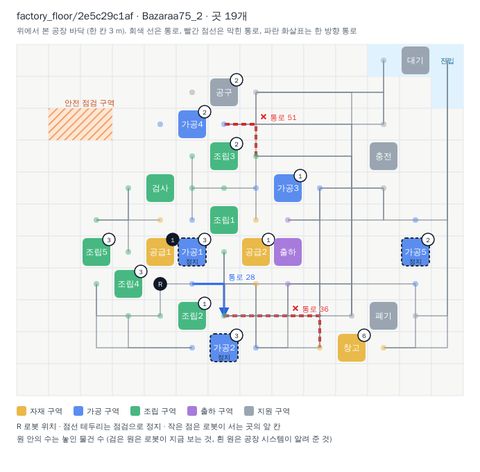 factory_floor/2e5c29c1af · Bazaraa75_2 · 곳 19개
위에서 본 공장 바닥 (한 칸 3 m). 회색 선은 통로, 빨간 점선은 막힌 통로, 파란 화살표는 한 방향 통로
대기
진입
공구
2
안전 점검 구역
가공4
2
✕ 통로 51
조립3
2
충전
검사
가공3
1
조립1
조립5
3
공급1
1
가공1
정지
3
공급2
1
출하
가공5
정지
2
조립4
3
R
통로 28
조립2
1
✕ 통로 36
폐기
가공2
정지
3
창고
6
자재 구역
가공 구역
조립 구역
출하 구역
지원 구역
R 로봇 위치 · 점선 테두리는 점검으로 정지 · 작은 점은 로봇이 서는 곳의 앞 칸
원 안의 수는 놓인 물건 수 (검은 원은 로봇이 지금 보는 것, 흰 원은 공장 시스템이 알려 준 것)